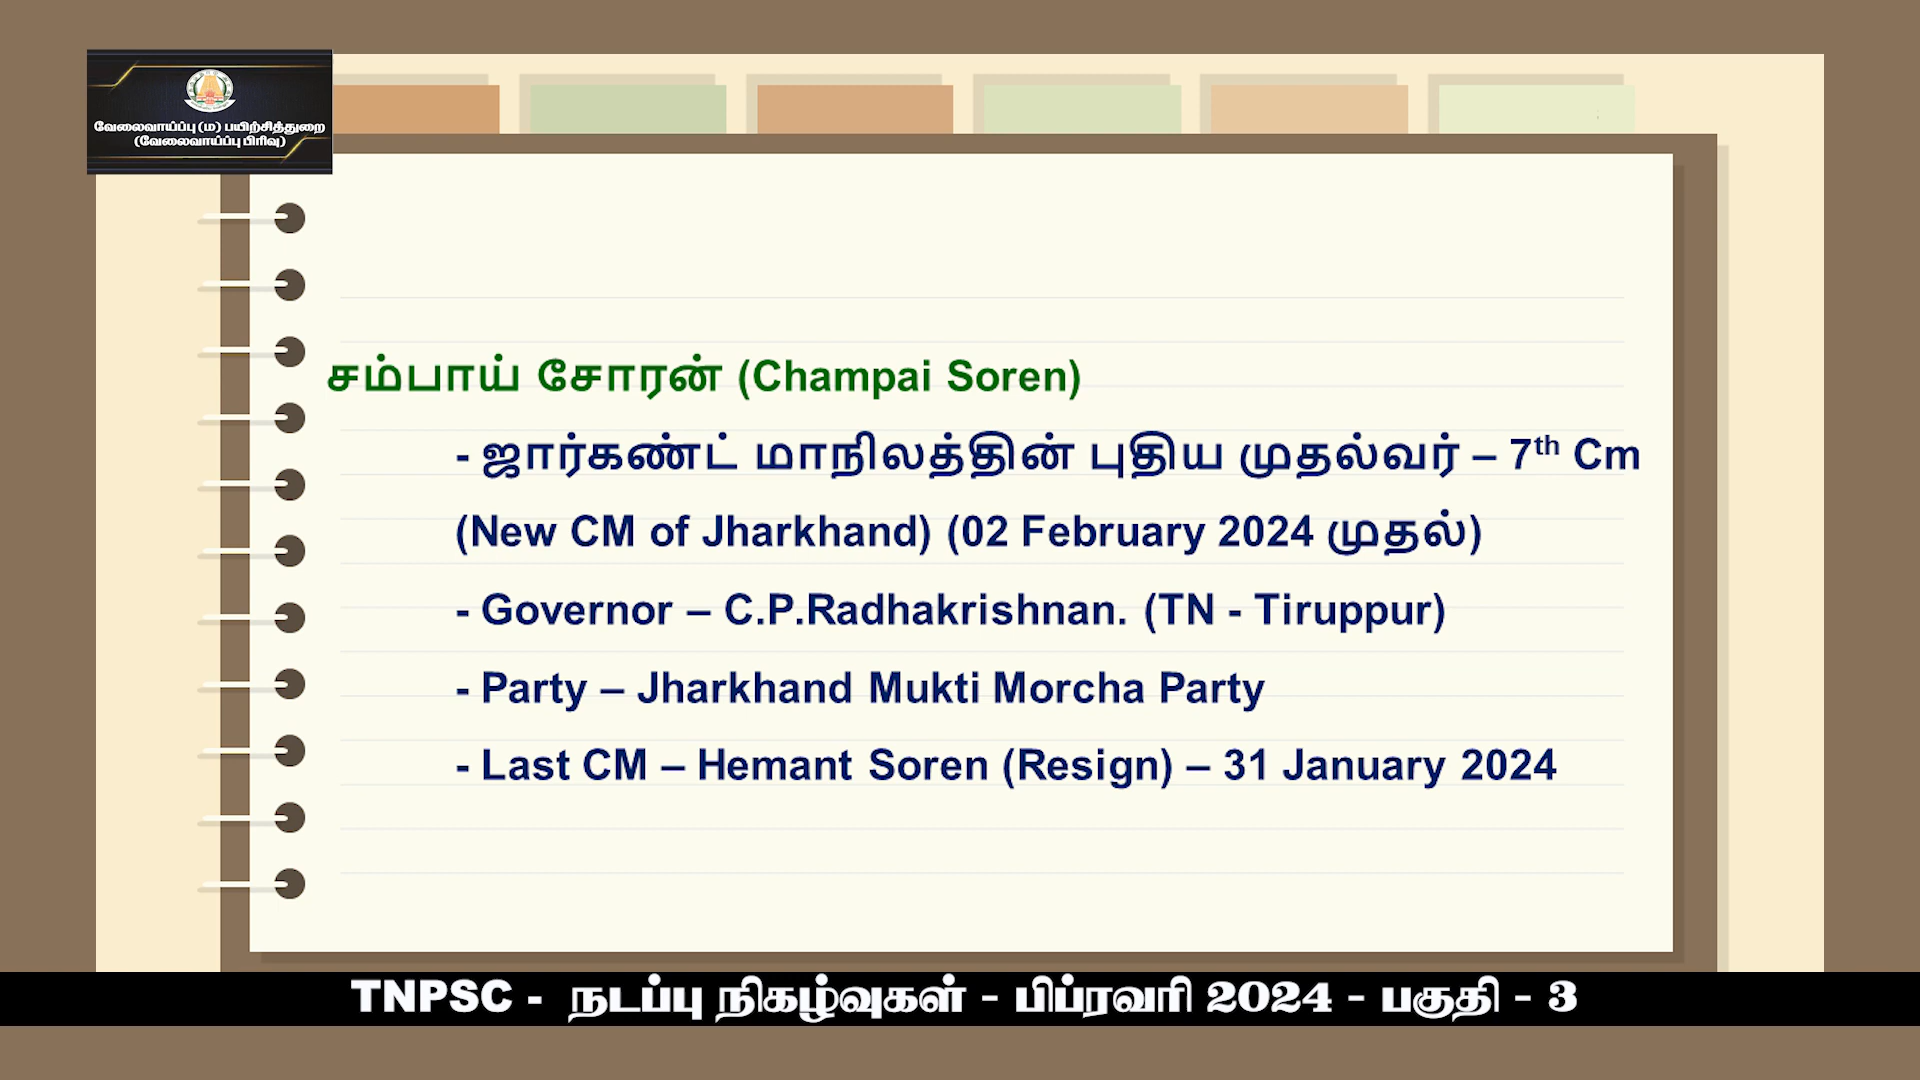 வேலைவாய்ப்பு (ம) பயிற்சித்துறை
(வேலைவாய்ப்பு பிரிவு)
சம்பாய் சோரன் (Champai Soren)
- ஜார்கண்ட் மாநிலத்தின் புதிய முதல்வர் – 7th Cm
(New CM of Jharkhand) (02 February 2024 முதல்)
- Governor – C.P.Radhakrishnan. (TN - Tiruppur)
- Party – Jharkhand Mukti Morcha Party
- Last CM – Hemant Soren (Resign) – 31 January 2024
TNPSC - நடப்பு நிகழ்வுகள் - பிப்ரவரி 2024 - பகுதி - 3